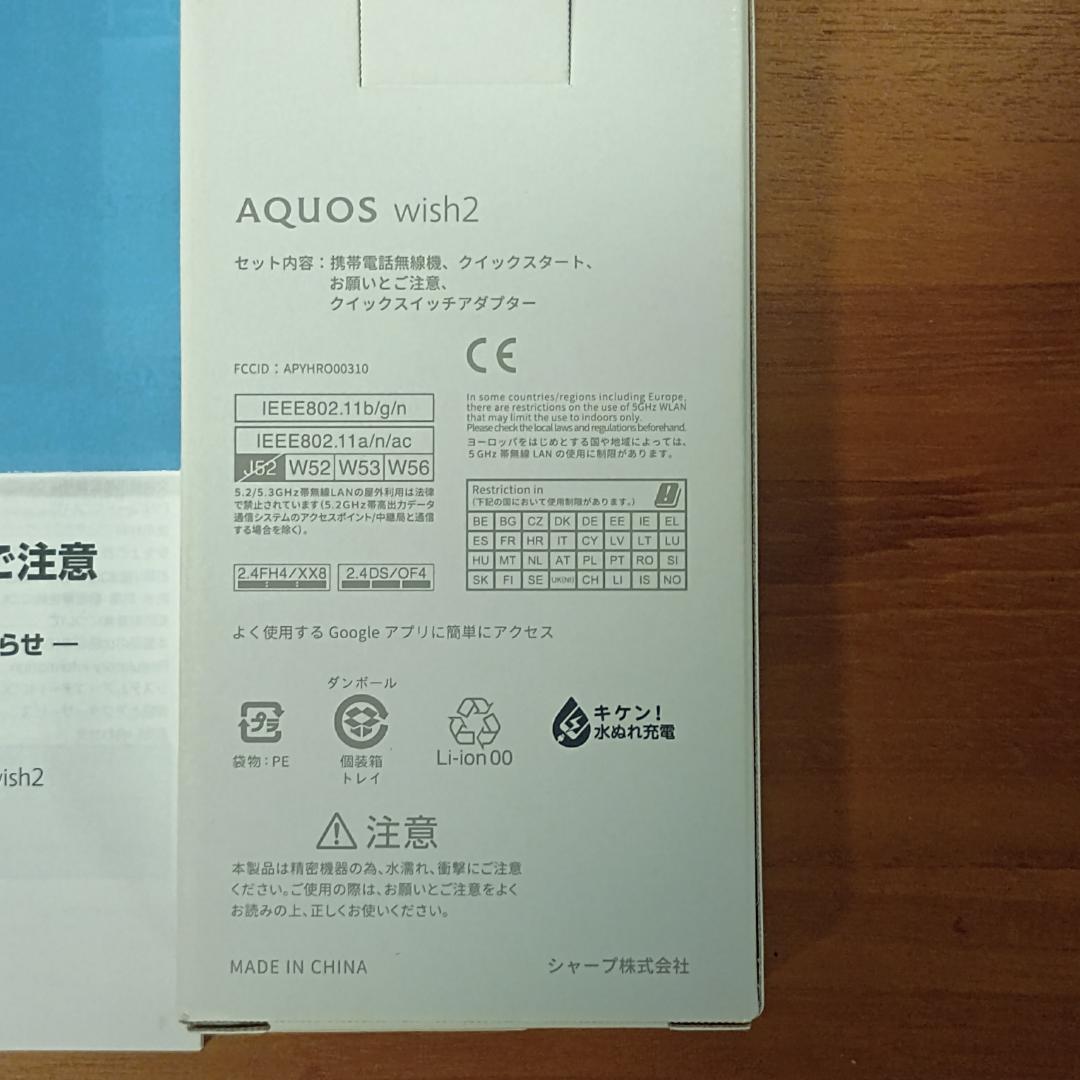 AQUOS wish2
セット内容：携帯電話無線機、クイックスタート、
お願いとご注意、
クイックスイッチアダプター
FCCID：APYHRO00310
CE
IEEE802.11b/g/n
IEEE802.11a/n/ac
J52 W52 W53 W56
5.2/5.3GHz帯無線LANの屋外利用は法律
で禁止されています(5.2GHz帯高出力データ
通信システムのアクセスポイント/中継局と通信
する場合を除く)。
2.4FH4/XX8 2.4DS/OF4
In some countries/regions including Europe,
there are restrictions on the use of 5GHz WLAN
that may limit the use to indoors only.
Please check the local laws and regulations beforehand.
ヨーロッパをはじめとする国や地域によっては、
5 GHz 帯無線 LAN の使用に制限があります。
Restriction in
(下記の国において使用制限があります。)
BE BG CZ DK DE EE IE EL
ES FR HR IT CY LV LT LU
HU MT NL AT PL PT RO SI
SK FI SE UK(NI) CH LI IS NO
よく使用する Google アプリに簡単にアクセス
プラ
袋物：PE
ダンボール
個装箱
トレイ
Li-ion 00
キケン！
水ぬれ充電
注意
本製品は精密機器の為、水濡れ、衝撃にご注意
ください。ご使用の際は、お願いとご注意をよく
お読みの上、正しくお使いください。
MADE IN CHINA
シャープ株式会社
ご注意
らせ ―
wish2